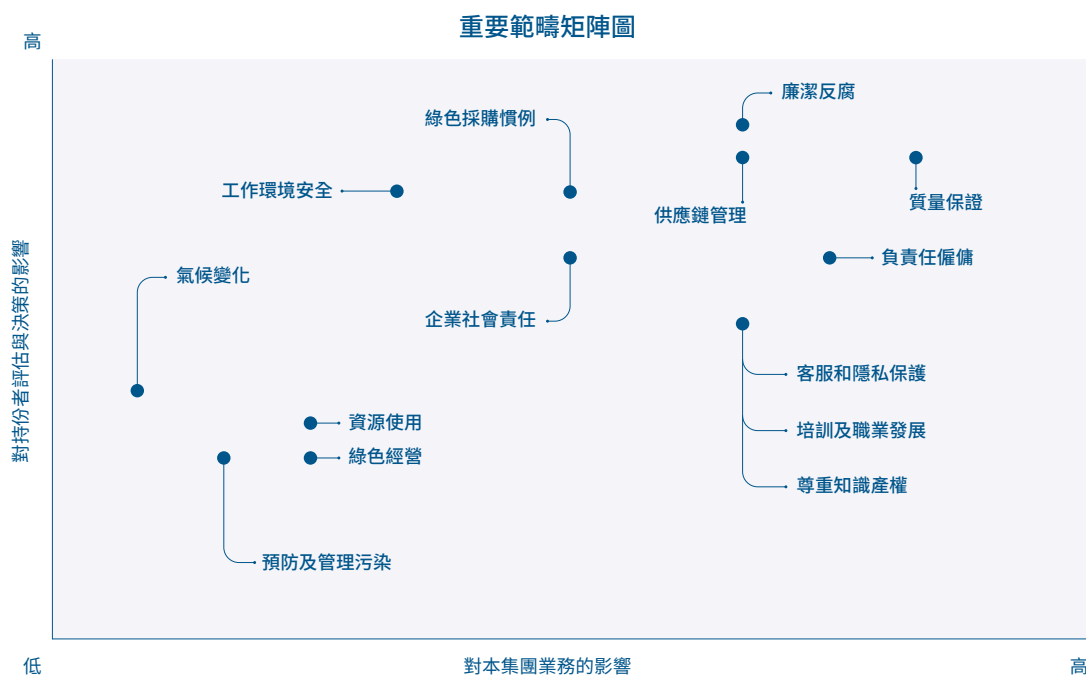 重要範疇矩陣圖
高
廉潔反腐
綠色採購慣例
工作環境安全
質量保證
供應鏈管理
負責任僱傭
氣候變化
企業社會責任
對持份者評估與決策的影響
客服和隱私保護
資源使用
培訓及職業發展
綠色經營
尊重知識產權
預防及管理污染
低
對本集團業務的影響
高